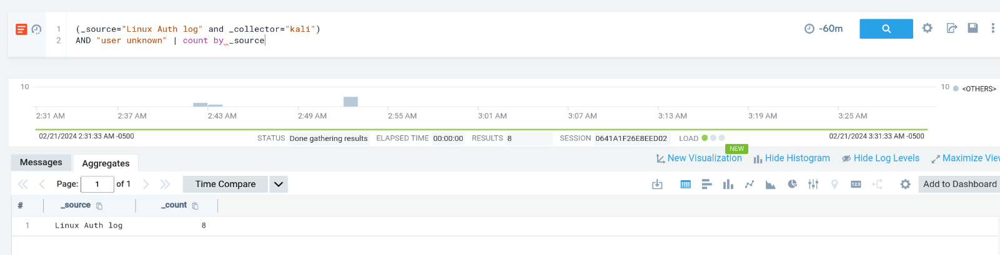 1 (_source="Linux Auth log" and _collector="kali")
2 AND "user unknown" | count by _source
-60m
10 10 <OTHERS>
2:31 AM 2:37 AM 2:43 AM 2:49 AM 2:55 AM 3:01 AM 3:07 AM 3:13 AM 3:19 AM 3:25 AM
02/21/2024 2:31:33 AM -0500 STATUS Done gathering results ELAPSED TIME 00:00:00 RESULTS 8 SESSION 0641A1F26E8EED02 LOAD 02/21/2024 3:31:33 AM -0500
NEW
Messages Aggregates New Visualization Hide Histogram Hide Log Levels Maximize View
Page: 1 of 1 Time Compare 123 Add to Dashboard
# _source _count
1 Linux Auth log 8